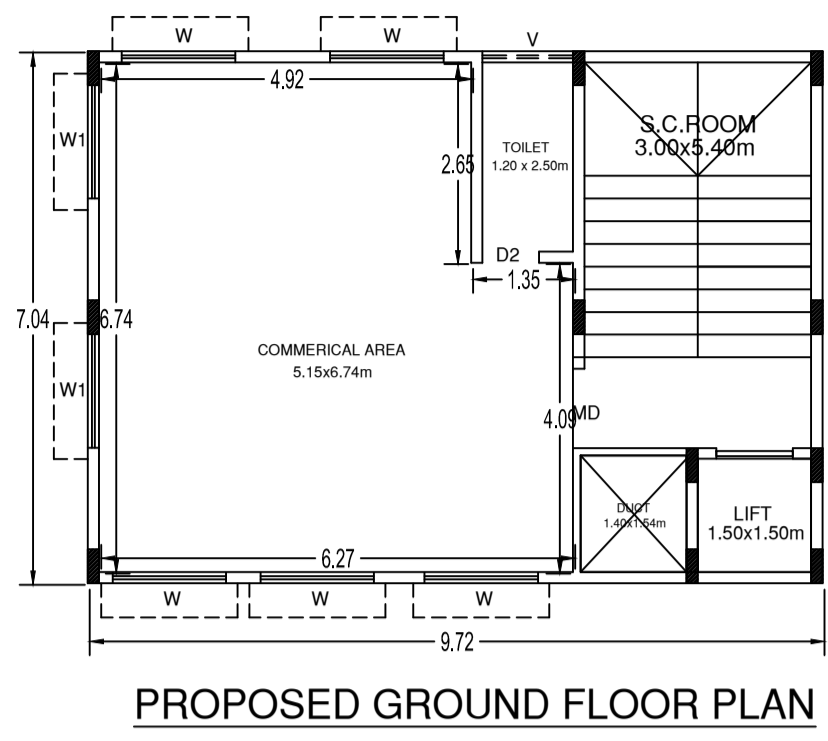 W
W
V
4.92
W1
S.C.ROOM
3.00x5.40m
TOILET
1.20 x 2.50m
2.65
D2
1.35
7.04
6.74
COMMERICAL AREA
5.15x6.74m
W1
4.09
MD
DUCT
1.40x1.54m
LIFT
1.50x1.50m
6.27
W
W
W
9.72
PROPOSED GROUND FLOOR PLAN